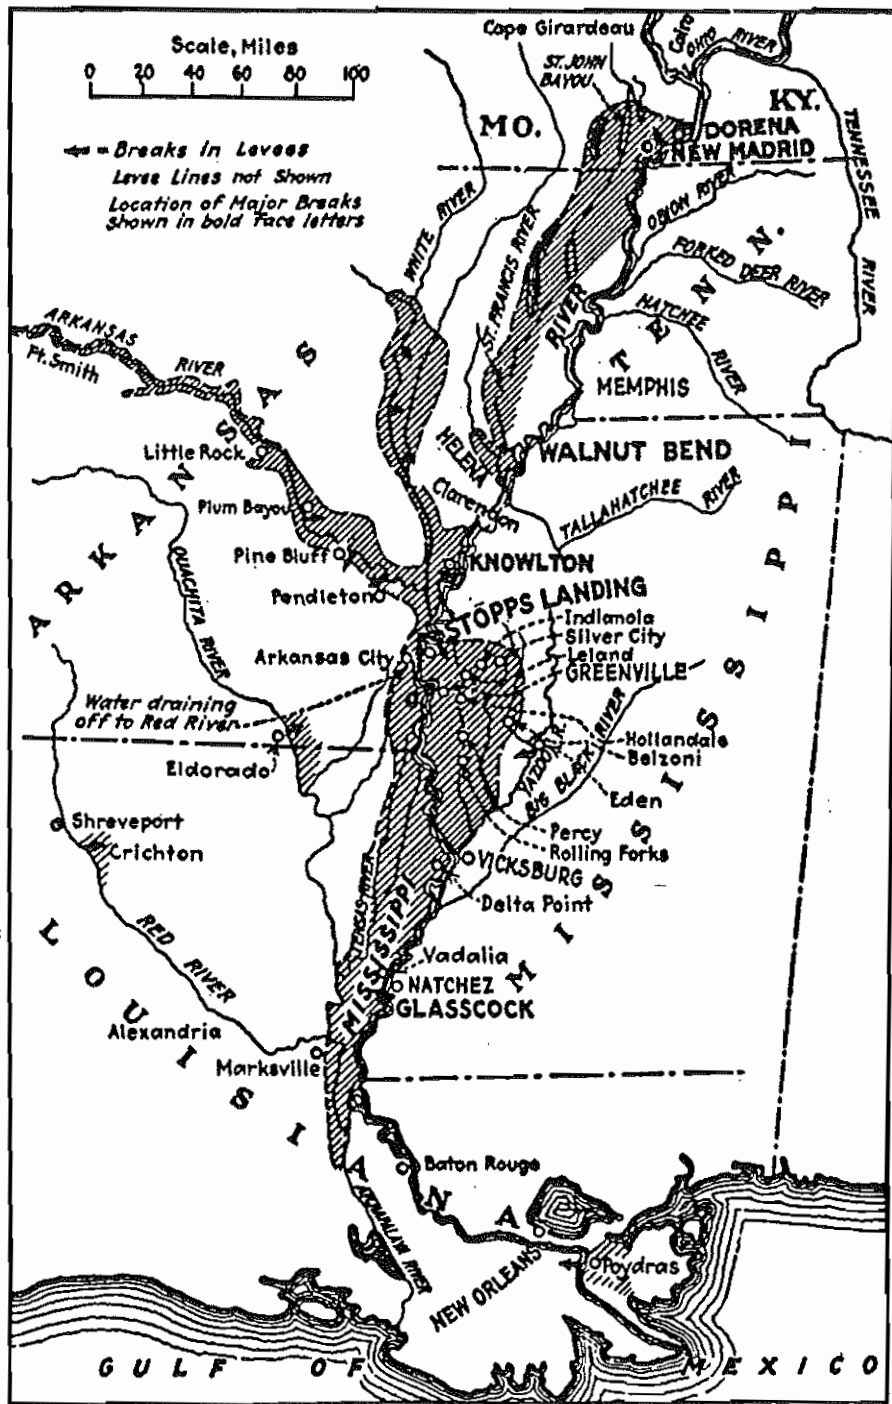 Scale, Miles
0 20 40 60 80 100
Breaks in Levees
Levee Lines not Shown
Location of Major Breaks
shown in bold Face letters
Cape Girardeau
Cairo
OHIO RIVER
ST. JOHN
BAYOU
MO.
KY.
DORENA
NEW MADRID
TENNESSEE RIVER
OBION RIVER
FORKED DEER RIVER
HATCHEE RIVER
TENN.
WHITE RIVER
ST. FRANCIS RIVER
RIVER
ARKANSAS RIVER
Ft. Smith
MEMPHIS
Little Rock
HELENA
WALNUT BEND
Clarendon
TALLAHATCHEE RIVER
Plum Bayou
Pine Bluff
Pendleton
KNOWLTON
ARKANSAS
OUACHITA RIVER
STOPPS LANDING
Indianola
Silver City
Leland
GREENVILLE
Arkansas City
Water draining
off to Red River
Eldorado
YAZOO R.
BIG BLACK RIVER
Hollandale
Belzoni
Eden
MISSISSIPPI
Percy
Rolling Forks
Shreveport
Crichton
VICKSBURG
Delta Point
TENSAS RIVER
MISSISSIPPI
RED RIVER
Vadalia
NATCHEZ
GLASSCOCK
Alexandria
Marksville
LOUISIANA
Baton Rouge
ATCHAFALAYA RIVER
NEW ORLEANS
Poydras
GULF OF MEXICO